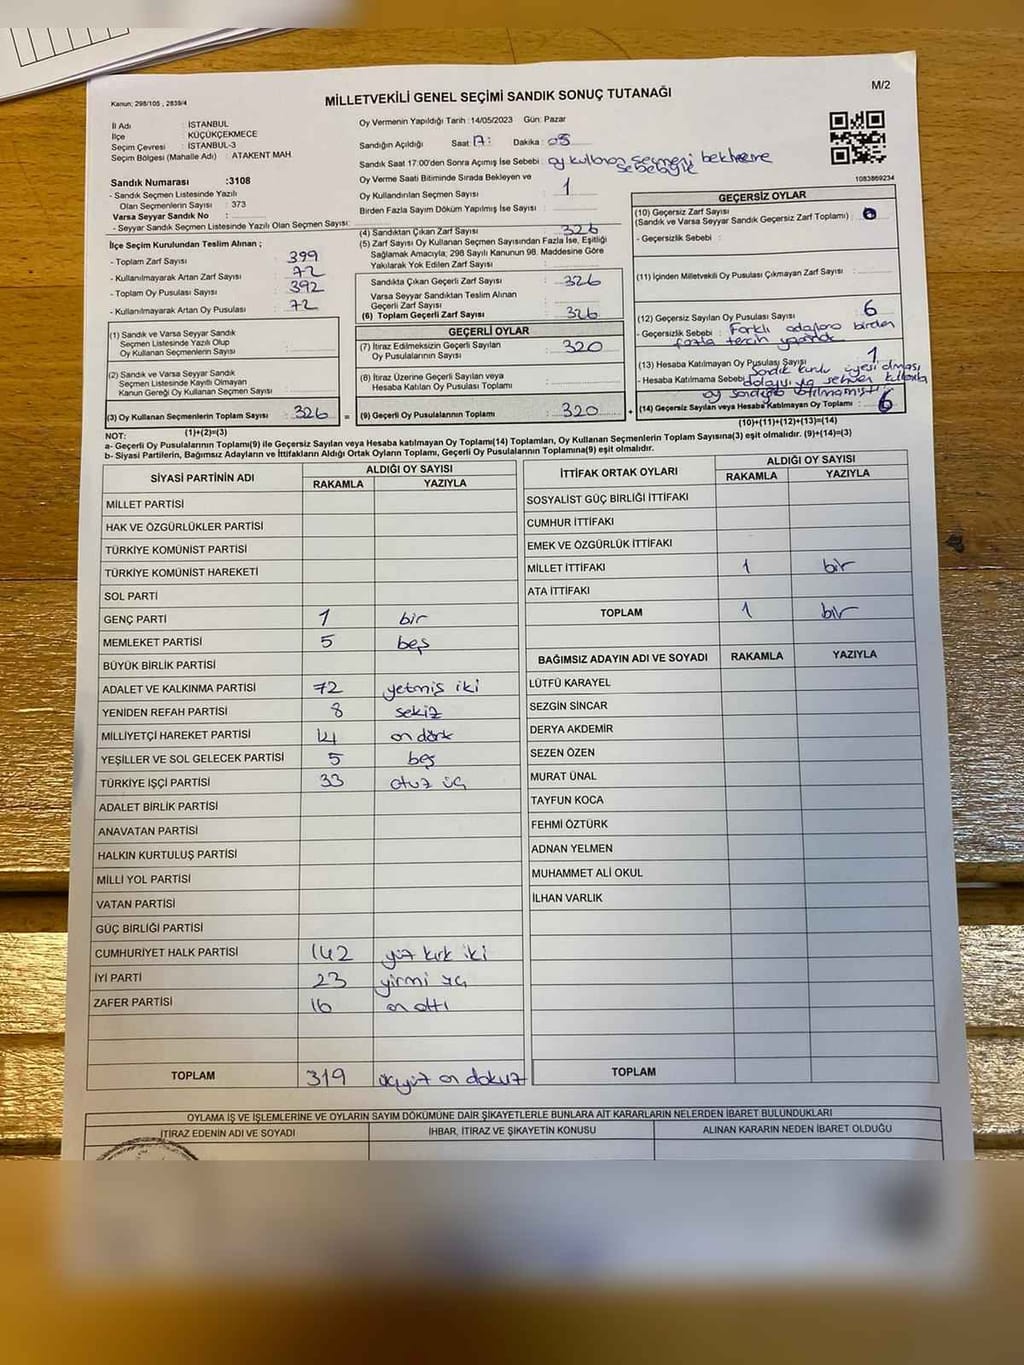 M/2
Kanun; 298/105 , 2839/4
MİLLETVEKİLİ GENEL SEÇİMİ SANDIK SONUÇ TUTANAĞI
İl Adı : İSTANBUL
İlçe : KÜÇÜKÇEKMECE
Seçim Çevresi : İSTANBUL-3
Seçim Bölgesi (Mahalle Adı) : ATAKENT MAH
Sandık Numarası :3108
- Sandık Seçmen Listesinde Yazılı
Olan Seçmenlerin Sayısı : 373
Varsa Seyyar Sandık No :
- Seyyar Sandık Seçmen Listesinde Yazılı Olan Seçmen Sayısı:
İlçe Seçim Kurulundan Teslim Alınan ;
- Toplam Zarf Sayısı : 399
- Kullanılmayarak Artan Zarf Sayısı : 72
- Toplam Oy Pusulası Sayısı : 392
- Kullanılmayarak Artan Oy Pusulası : 72
(1) Sandık ve Varsa Seyyar Sandık
Seçmen Listesinde Yazılı Olup
Oy Kullanan Seçmenlerin Sayısı :
(2) Sandık ve Varsa Seyyar Sandık
Seçmen Listesinde Kayıtlı Olmayan
Kanun Gereği Oy Kullanan Seçmen Sayısı :
(3) Oy Kullanan Seçmenlerin Toplam Sayısı : 326 =
(1)+(2)=(3)
Oy Vermenin Yapıldığı Tarih :14/05/2023 Gün: Pazar
Sandığın Açıldığı Saat 17: Dakika : 05
Sandık Saat 17:00'den Sonra Açımış İse Sebebi : oy kullanan seçmeni bekleme
sebebiyle
Oy Verme Saati Bitiminde Sırada Bekleyen ve
Oy Kullandırılan Seçmen Sayısı : 1
Birden Fazla Sayım Döküm Yapılmış İse Sayısı :
(4) Sandıktan Çıkan Zarf Sayısı : 326
(5) Zarf Sayısı Oy Kullanan Seçmen Sayısından Fazla İse, Eşitliği
Sağlamak Amacıyla; 298 Sayılı Kanunun 98. Maddesine Göre
Yakılarak Yok Edilen Zarf Sayısı :
Sandıkta Çıkan Geçerli Zarf Sayısı : 326
Varsa Seyyar Sandıktan Teslim Alınan
Geçerli Zarf Sayısı :
(6) Toplam Geçerli Zarf Sayısı : 326
GEÇERLİ OYLAR
(7) İtiraz Edilmeksizin Geçerli Sayılan
Oy Pusulasının Sayısı : 320
(8) İtiraz Üzerine Geçerli Sayılan veya
Hesaba Katılan Oy Pusulası Toplamı :
(9) Geçerli Oy Pusulalarının Toplamı : 320 +
1083869234
GEÇERSİZ OYLAR
(10) Geçersiz Zarf Sayısı
(Sandık ve Varsa Seyyar Sandık Geçersiz Zarf Toplamı) : 0
- Geçersizlik Sebebi :
(11) İçinden Milletvekili Oy Pusulası Çıkmayan Zarf Sayısı :
(12) Geçersiz Sayılan Oy Pusulası Sayısı : 6
- Geçersizlik Sebebi : Farklı adaylara birden
fazla tercih yapıldı
(13) Hesaba Katılmayan Oy Pusulası Sayısı : 1
- Hesaba Katılmama Sebebi : Sandık kurulu üyesi olması
dolayısıyla sehven kullanılan
oy sandığa atılmamıştır
(14) Geçersiz Sayılan veya Hesaba Katılmayan Oy Toplamı : 6
(10)+(11)+(12)+(13)=(14)
NOT:
a- Geçerli Oy Pusulalarının Toplamı(9) ile Geçersiz Sayılan veya Hesaba katılmayan Oy Toplamı(14) Toplamları, Oy Kullanan Seçmenlerin Toplam Sayısına(3) eşit olmalıdır. (9)+(14)=(3)
b- Siyasi Partilerin, Bağımsız Adayların ve İttifakların Aldığı Ortak Oyların Toplamı, Geçerli Oy Pusulalarının Toplamına(9) eşit olmalıdır.
SİYASİ PARTİNİN ADI ALDIĞI OY SAYISI
RAKAMLA YAZIYLA
MİLLET PARTİSİ
HAK VE ÖZGÜRLÜKLER PARTİSİ
TÜRKİYE KOMÜNİST PARTİSİ
TÜRKİYE KOMÜNİST HAREKETİ
SOL PARTİ
GENÇ PARTİ 1 bir
MEMLEKET PARTİSİ 5 beş
BÜYÜK BİRLİK PARTİSİ
ADALET VE KALKINMA PARTİSİ 72 yetmiş iki
YENİDEN REFAH PARTİSİ 8 sekiz
MİLLİYETÇİ HAREKET PARTİSİ 14 on dört
YEŞİLLER VE SOL GELECEK PARTİSİ 5 beş
TÜRKİYE İŞÇİ PARTİSİ 33 otuz üç
ADALET BİRLİK PARTİSİ
ANAVATAN PARTİSİ
HALKIN KURTULUŞ PARTİSİ
MİLLİ YOL PARTİSİ
VATAN PARTİSİ
GÜÇ BİRLİĞİ PARTİSİ
CUMHURİYET HALK PARTİSİ 142 yüz kırk iki
İYİ PARTİ 23 yirmi üç
ZAFER PARTİSİ 16 on altı
TOPLAM 319 üçyüz on dokuz
İTTİFAK ORTAK OYLARI ALDIĞI OY SAYISI
RAKAMLA YAZIYLA
SOSYALİST GÜÇ BİRLİĞİ İTTİFAKI
CUMHUR İTTİFAKI
EMEK VE ÖZGÜRLÜK İTTİFAKI
MİLLET İTTİFAKI 1 bir
ATA İTTİFAKI
TOPLAM 1 bir
BAĞIMSIZ ADAYIN ADI VE SOYADI RAKAMLA YAZIYLA
LÜTFÜ KARAYEL
SEZGİN SİNCAR
DERYA AKDEMİR
SEZEN ÖZEN
MURAT ÜNAL
TAYFUN KOCA
FEHMİ ÖZTÜRK
ADNAN YELMEN
MUHAMMET ALİ OKUL
İLHAN VARLIK
TOPLAM
OYLAMA İŞ VE İŞLEMLERİNE VE OYLARIN SAYIM DÖKÜMÜNE DAİR ŞİKAYETLERLE BUNLARA AİT KARARLARIN NELERDEN İBARET BULUNDUKLARI
İTİRAZ EDENİN ADI VE SOYADI İHBAR, İTİRAZ VE ŞİKAYETİN KONUSU ALINAN KARARIN NEDEN İBARET OLDUĞU